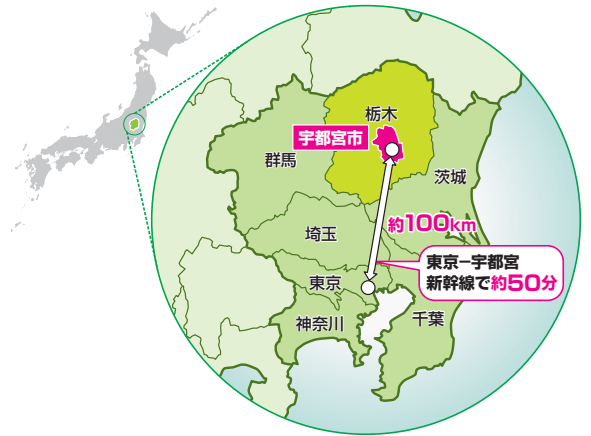 栃木
宇都宮市
群馬
茨城
約100km
埼玉
東京−宇都宮
新幹線で約50分
東京
神奈川
千葉